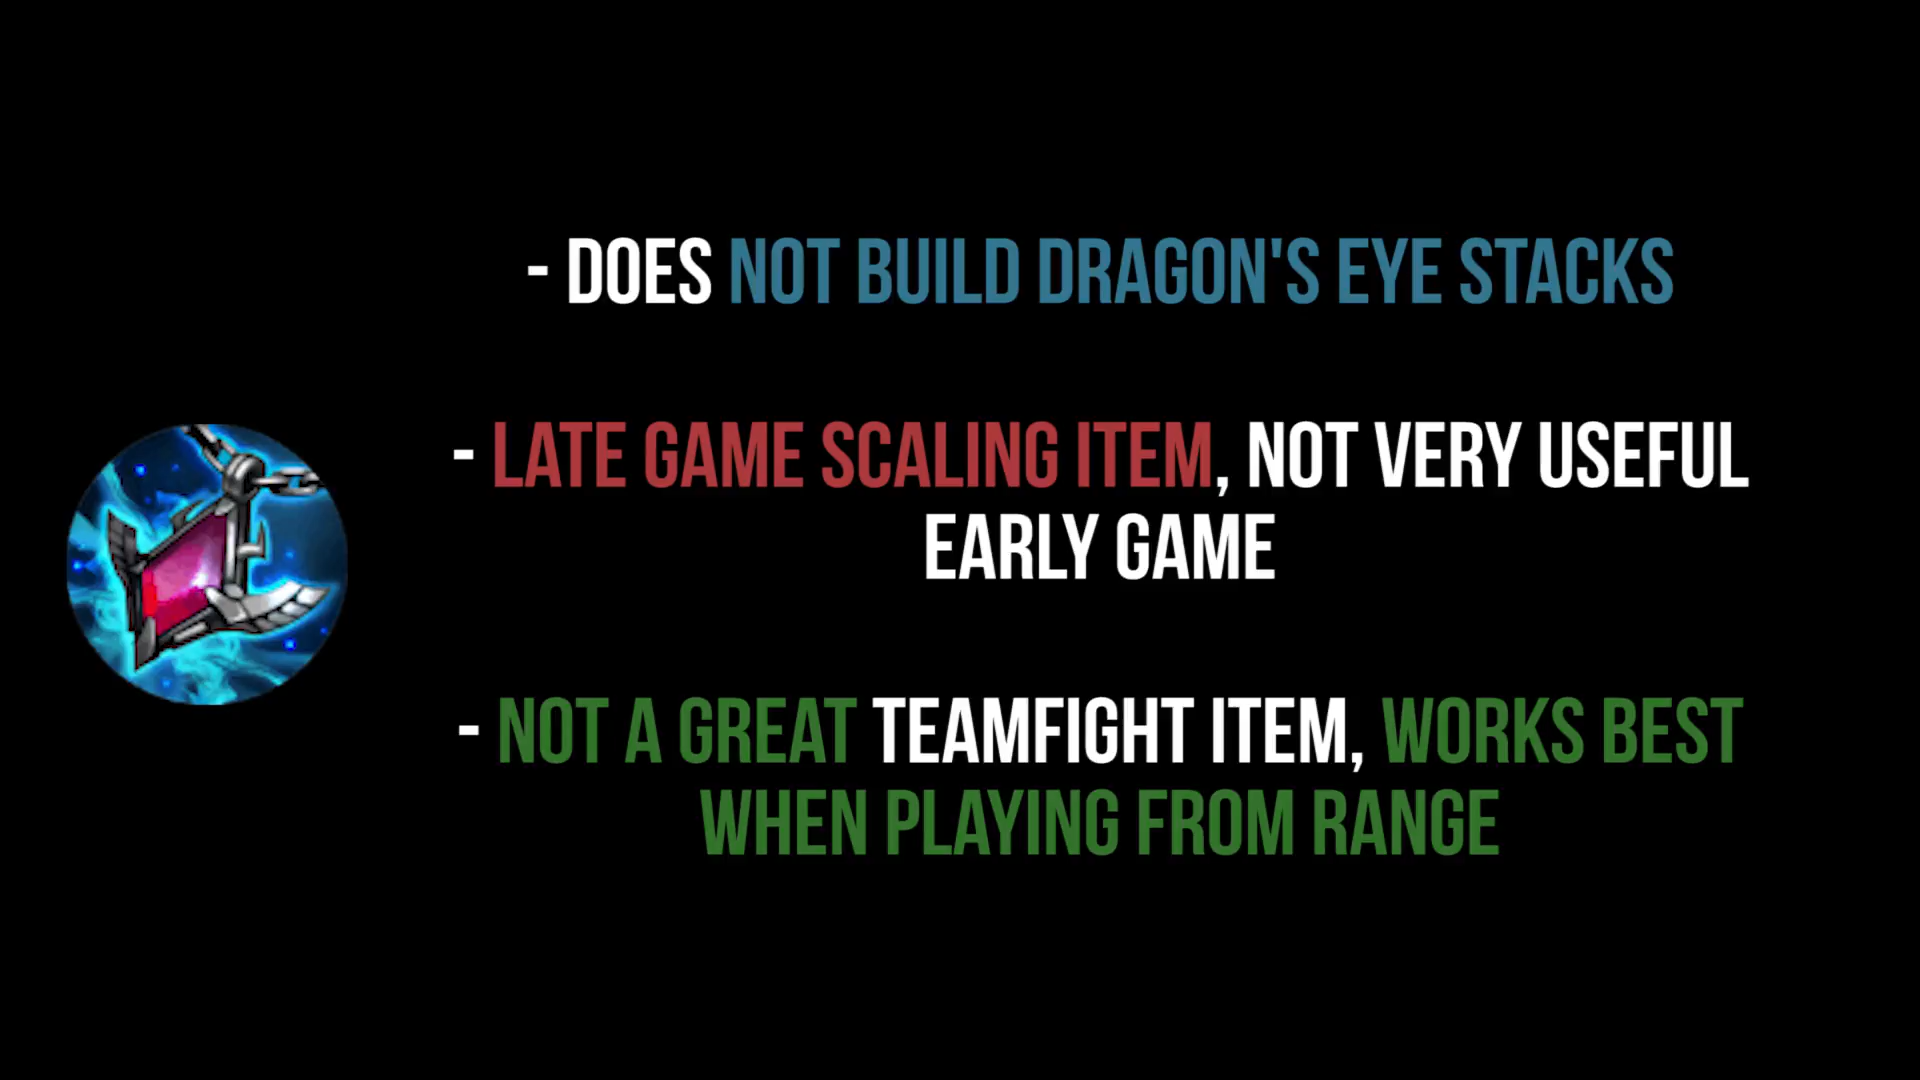 - DOES NOT BUILD DRAGON'S EYE STACKS
- LATE GAME SCALING ITEM, NOT VERY USEFUL
EARLY GAME
- NOT A GREAT TEAMFIGHT ITEM, WORKS BEST
WHEN PLAYING FROM RANGE